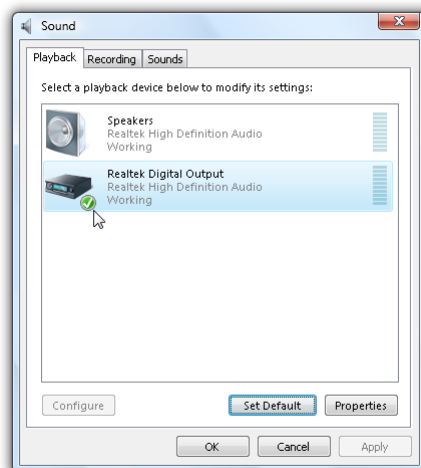 Sound
Playback Recording Sounds
Select a playback device below to modify its settings:
Speakers
Realtek High Definition Audio
Working
Realtek Digital Output
Realtek High Definition Audio
Working
Configure Set Default Properties
OK Cancel Apply